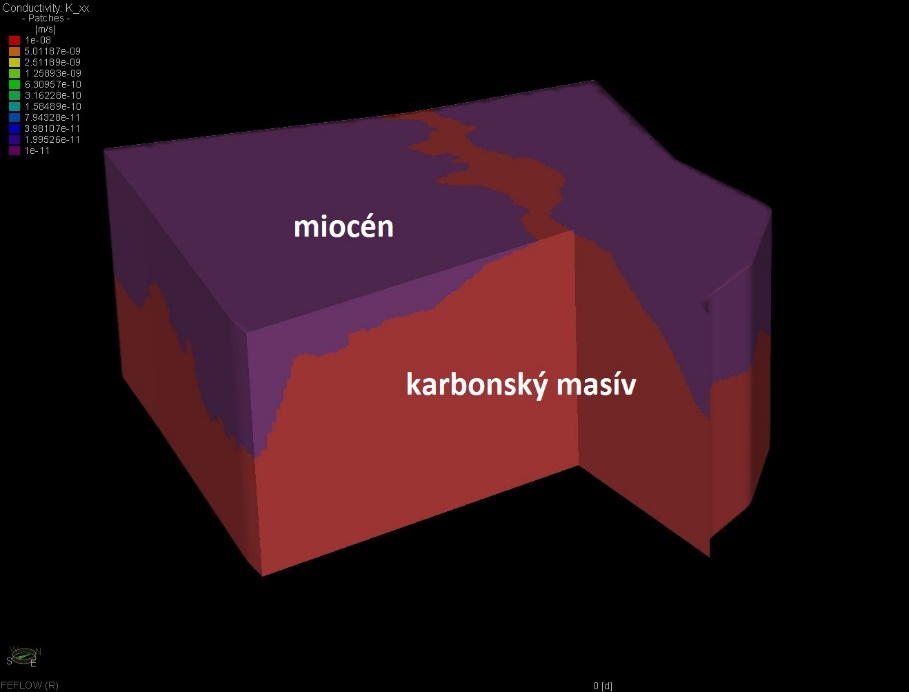 Conductivity: K_xx
- Patches -
[m/s]
1e-08
5.01187e-09
2.51189e-09
1.25893e-09
6.30957e-10
3.16228e-10
1.58489e-10
7.94328e-11
3.98107e-11
1.99526e-11
1e-11
miocén
karbonský masív
N
S
E
FEFLOW (R)
0 [d]